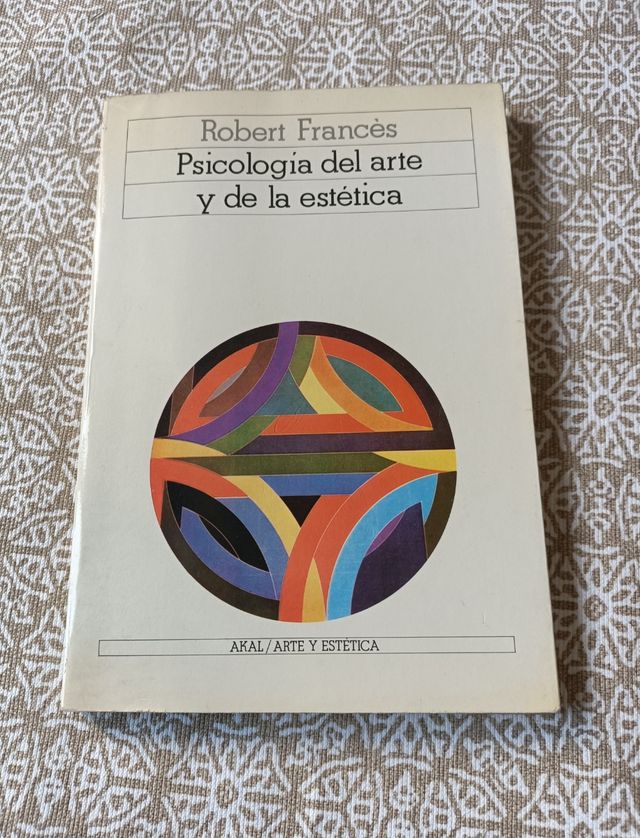 Robert Francès
Psicología del arte
y de la estética
AKAL/ARTE Y ESTÉTICA